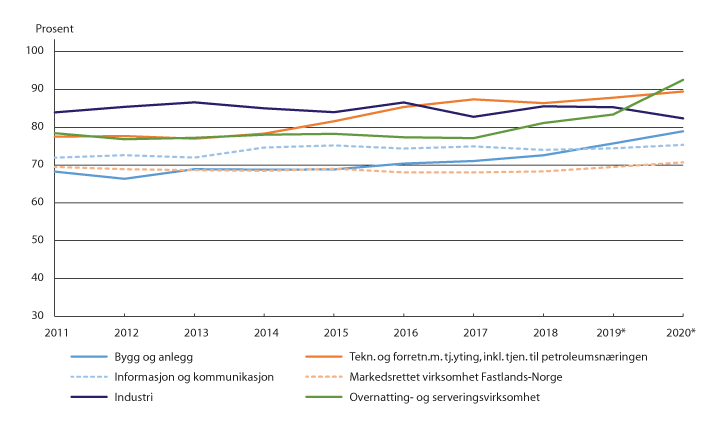 Prosent
100
90
80
70
60
50
40
30
2011 2012 2013 2014 2015 2016 2017 2018 2019* 2020*
Bygg og anlegg
Tekn. og forretn.m. tj.yting, inkl. tjen. til petroleumsnæringen
Informasjon og kommunikasjon
Markedsrettet virksomhet Fastlands-Norge
Industri
Overnatting- og serveringsvirksomhet